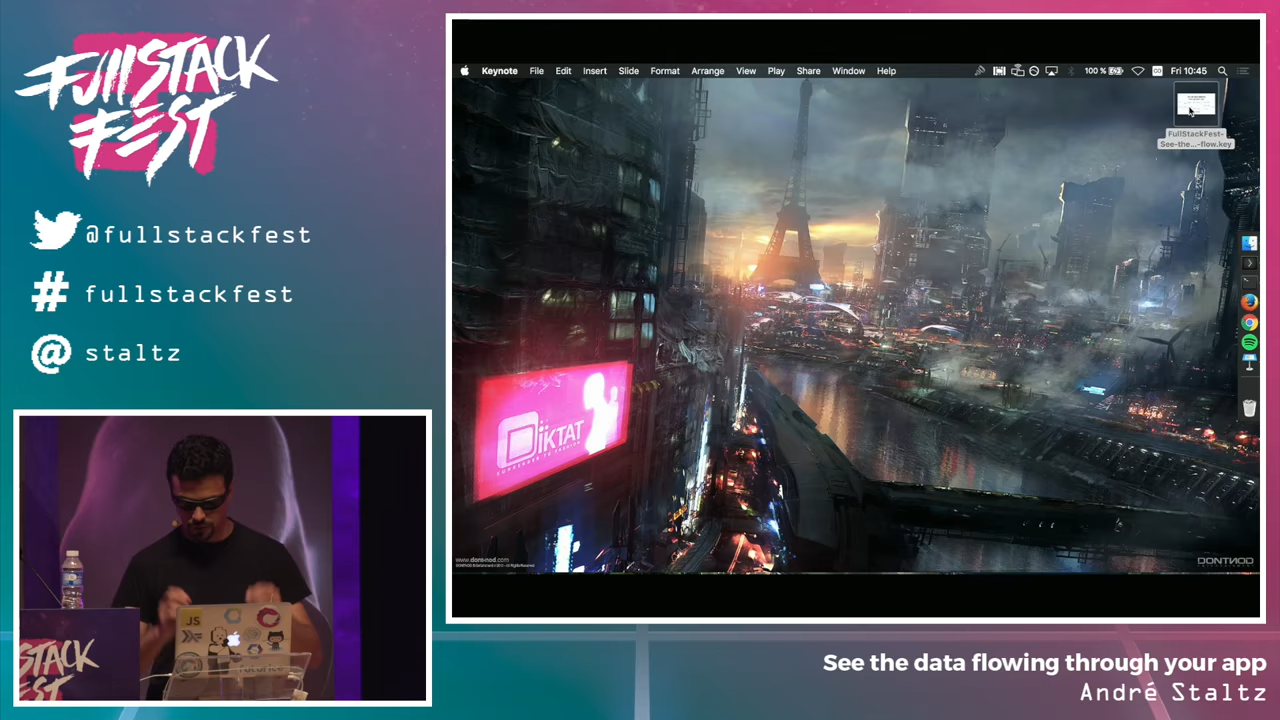 FullSTACK
FEST
@fullstackfest
# fullstackfest
@ staltz
Keynote File Edit Insert Slide Format Arrange View Play Share Window Help
100 % Fri 10:45
FullStackFest-
See-the...-flow.key
DIKTAT
www.dontnod.com
DONTNOD
JS
STACK
FEST
See the data flowing through your app
André Staltz